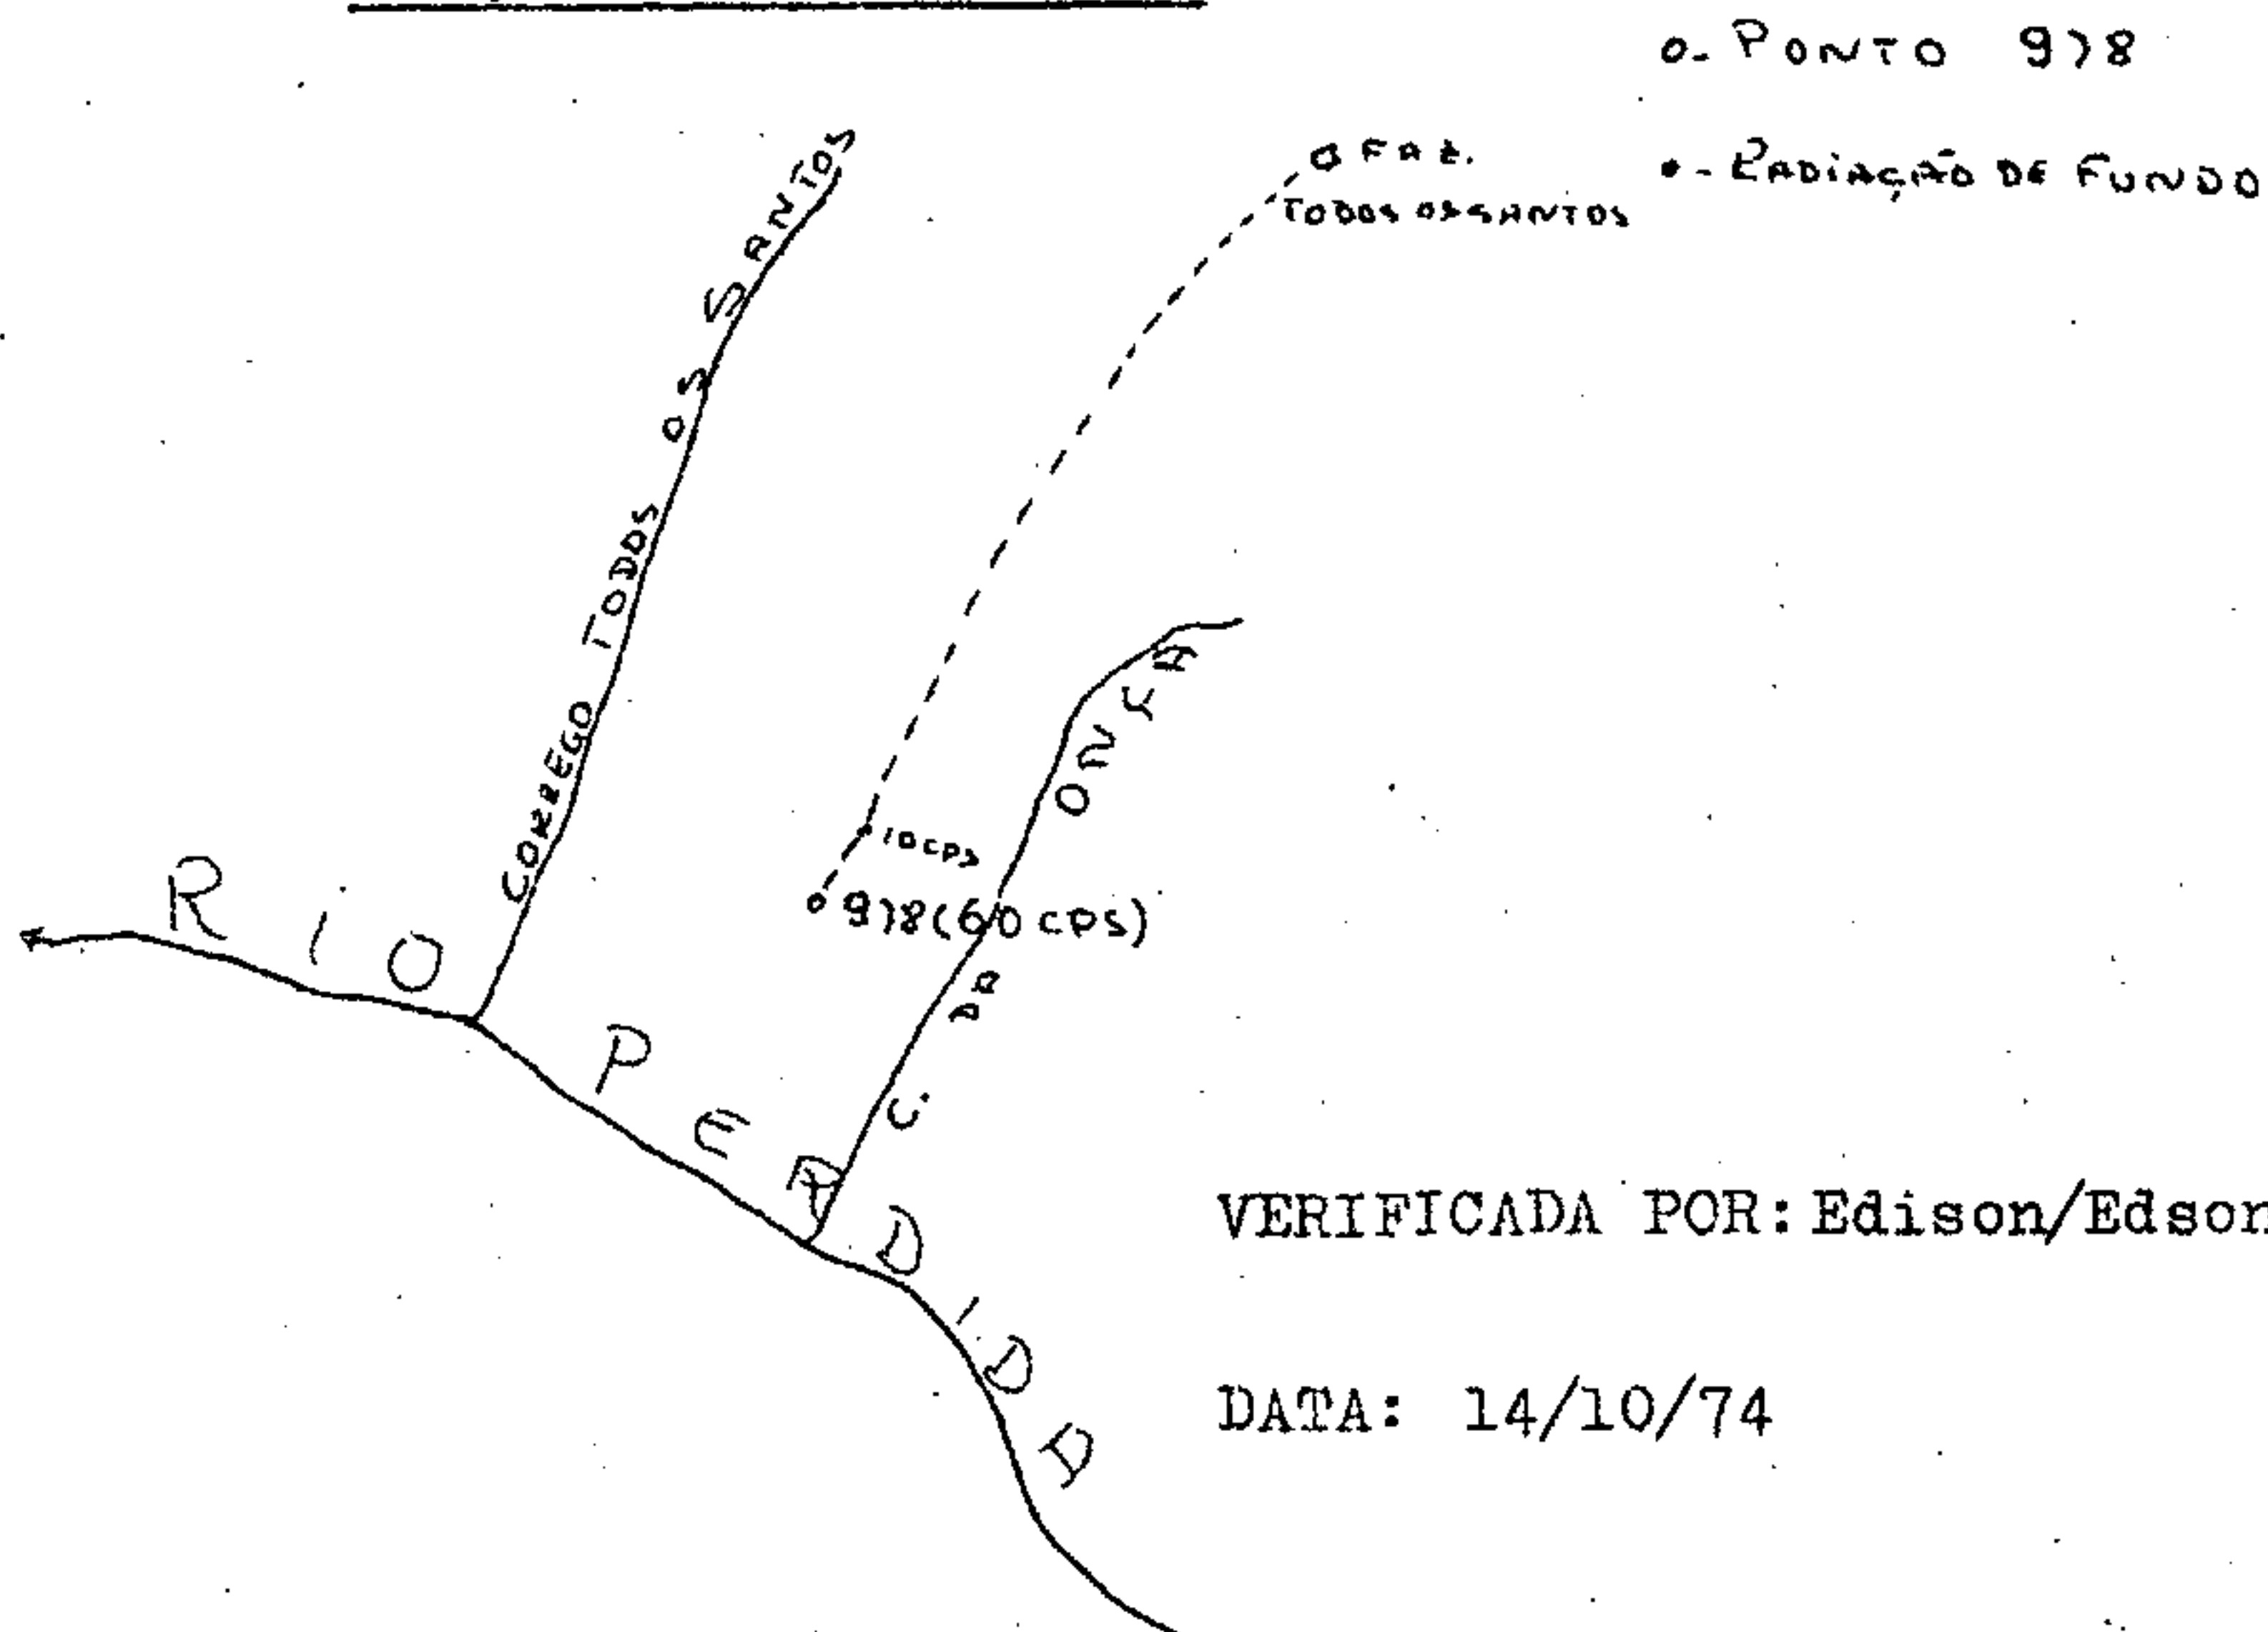 o- PONTO 978
•- RADIAÇÃO DE FUNDO
FAZ.
TODOS OS SANTOS
CORREGO TODOS OS SANTOS
C. DA ONÇA
10 CPS
978 (60 CPS)
RIO PERDIDO
VERIFICADA POR: Edison/Edson
DATA: 14/10/74